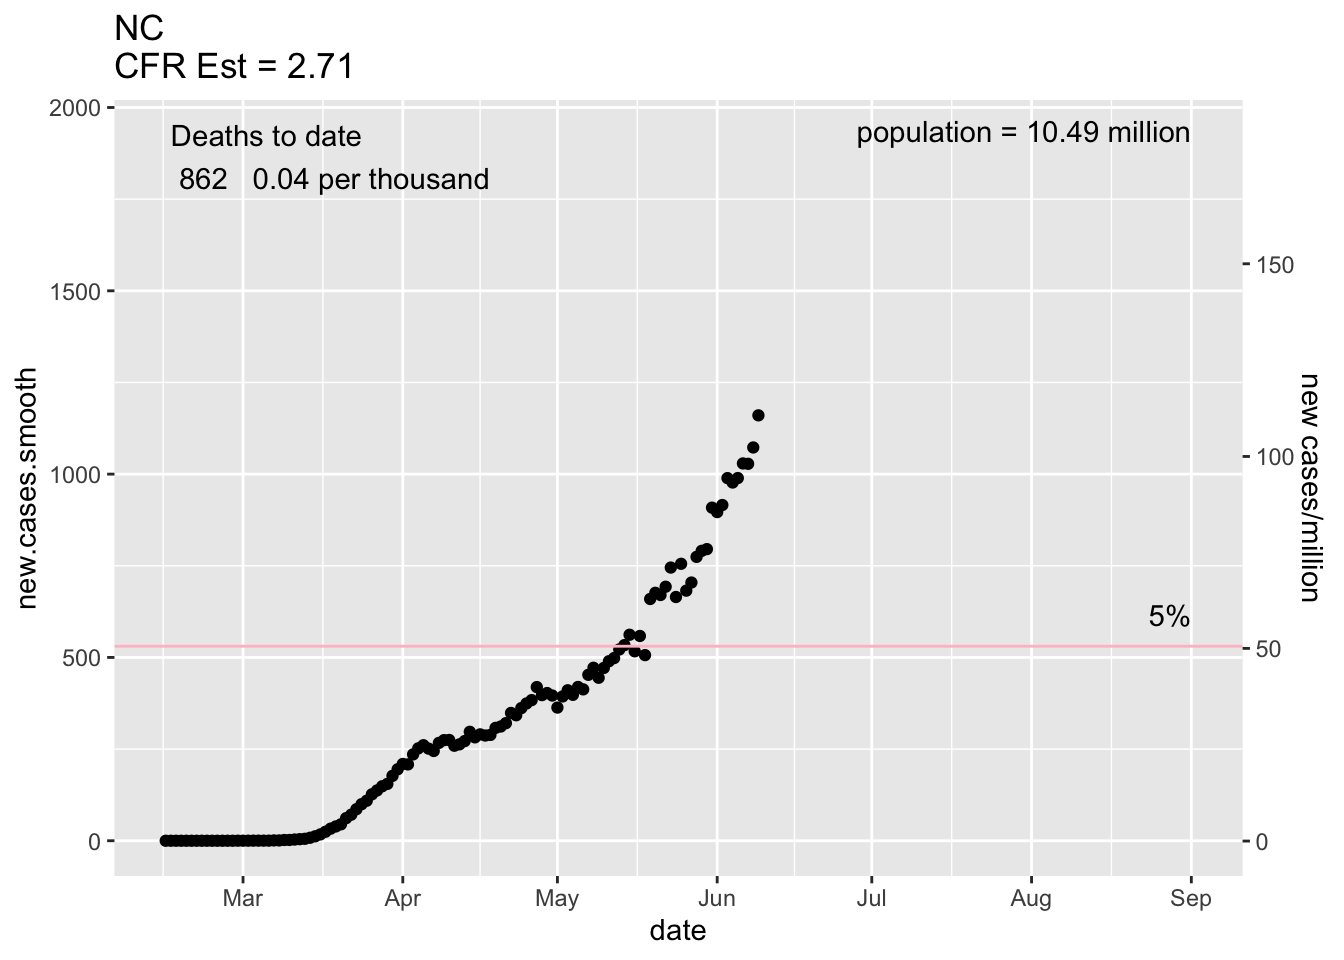 NC
CFR Est = 2.71
Deaths to date
862 0.04 per thousand
population = 10.49 million
2000
1500
1000
500
0
new.cases.smooth
150
100
50
0
new cases/million
5%
Mar Apr May Jun Jul Aug Sep
date